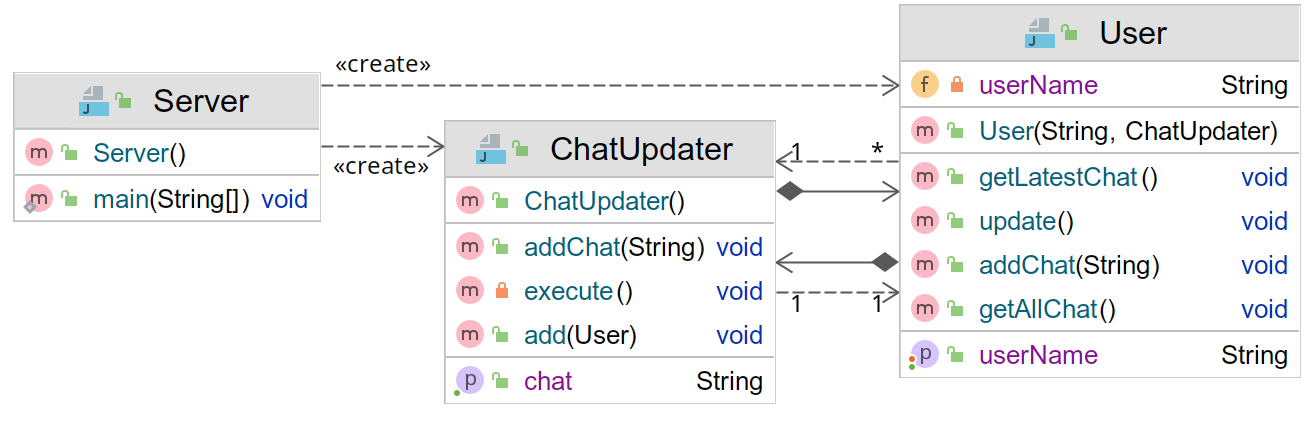 «create»
Server
Server()
main(String[]) void
«create»
ChatUpdater
ChatUpdater()
addChat(String) void
execute() void
add(User) void
chat String
1 *
1 1
User
userName String
User(String, ChatUpdater)
getLatestChat() void
update() void
addChat(String) void
getAllChat() void
userName String